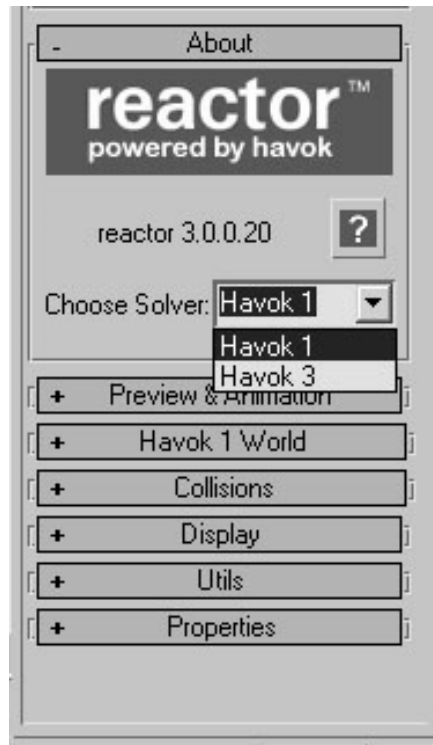 - About
reactor™
powered by havok
reactor 3.0.0.20 ?
Choose Solver: Havok 1
Havok 1
Havok 3
+ Preview & Animation
+ Havok 1 World
+ Collisions
+ Display
+ Utils
+ Properties